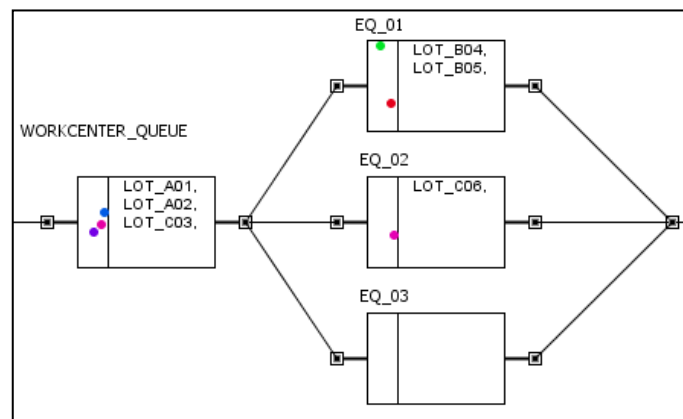 WORKCENTER_QUEUE
LOT_A01,
LOT_A02,
LOT_C03,
EQ_01
LOT_B04,
LOT_B05,
EQ_02
LOT_C06,
EQ_03